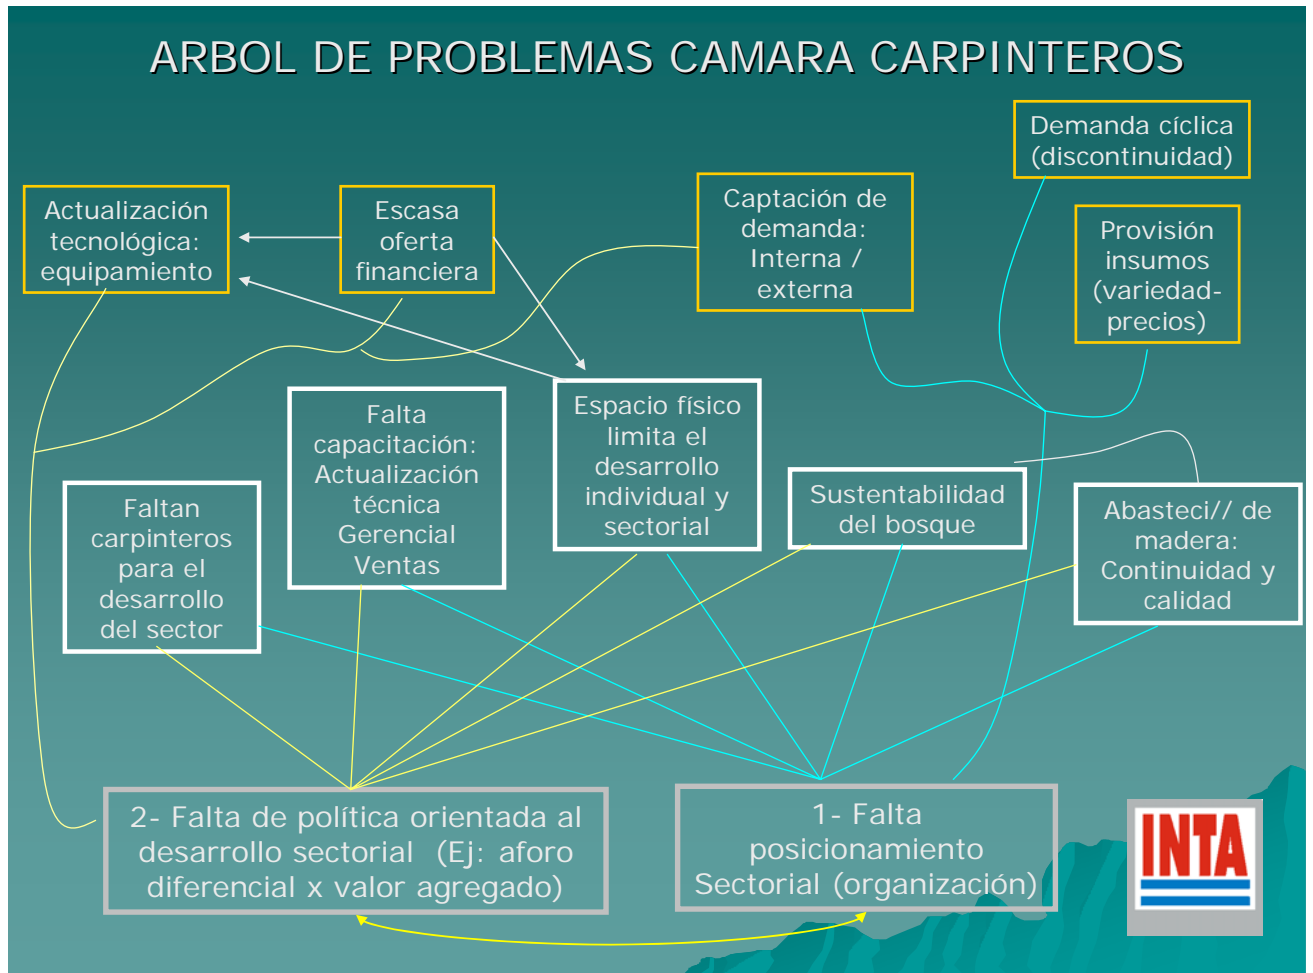 ARBOL DE PROBLEMAS CAMARA CARPINTEROS
Demanda cíclica
(discontinuidad)
Actualización
tecnológica:
equipamiento
Escasa
oferta
financiera
Captación de
demanda:
Interna /
externa
Provisión
insumos
(variedad-
precios)
Falta
capacitación:
Actualización
técnica
Gerencial
Ventas
Espacio físico
limita el
desarrollo
individual y
sectorial
Sustentabilidad
del bosque
Faltan
carpinteros
para el
desarrollo
del sector
Abasteci// de
madera:
Continuidad y
calidad
2- Falta de política orientada al
desarrollo sectorial (Ej: aforo
diferencial x valor agregado)
1- Falta
posicionamiento
Sectorial (organización)
INTA